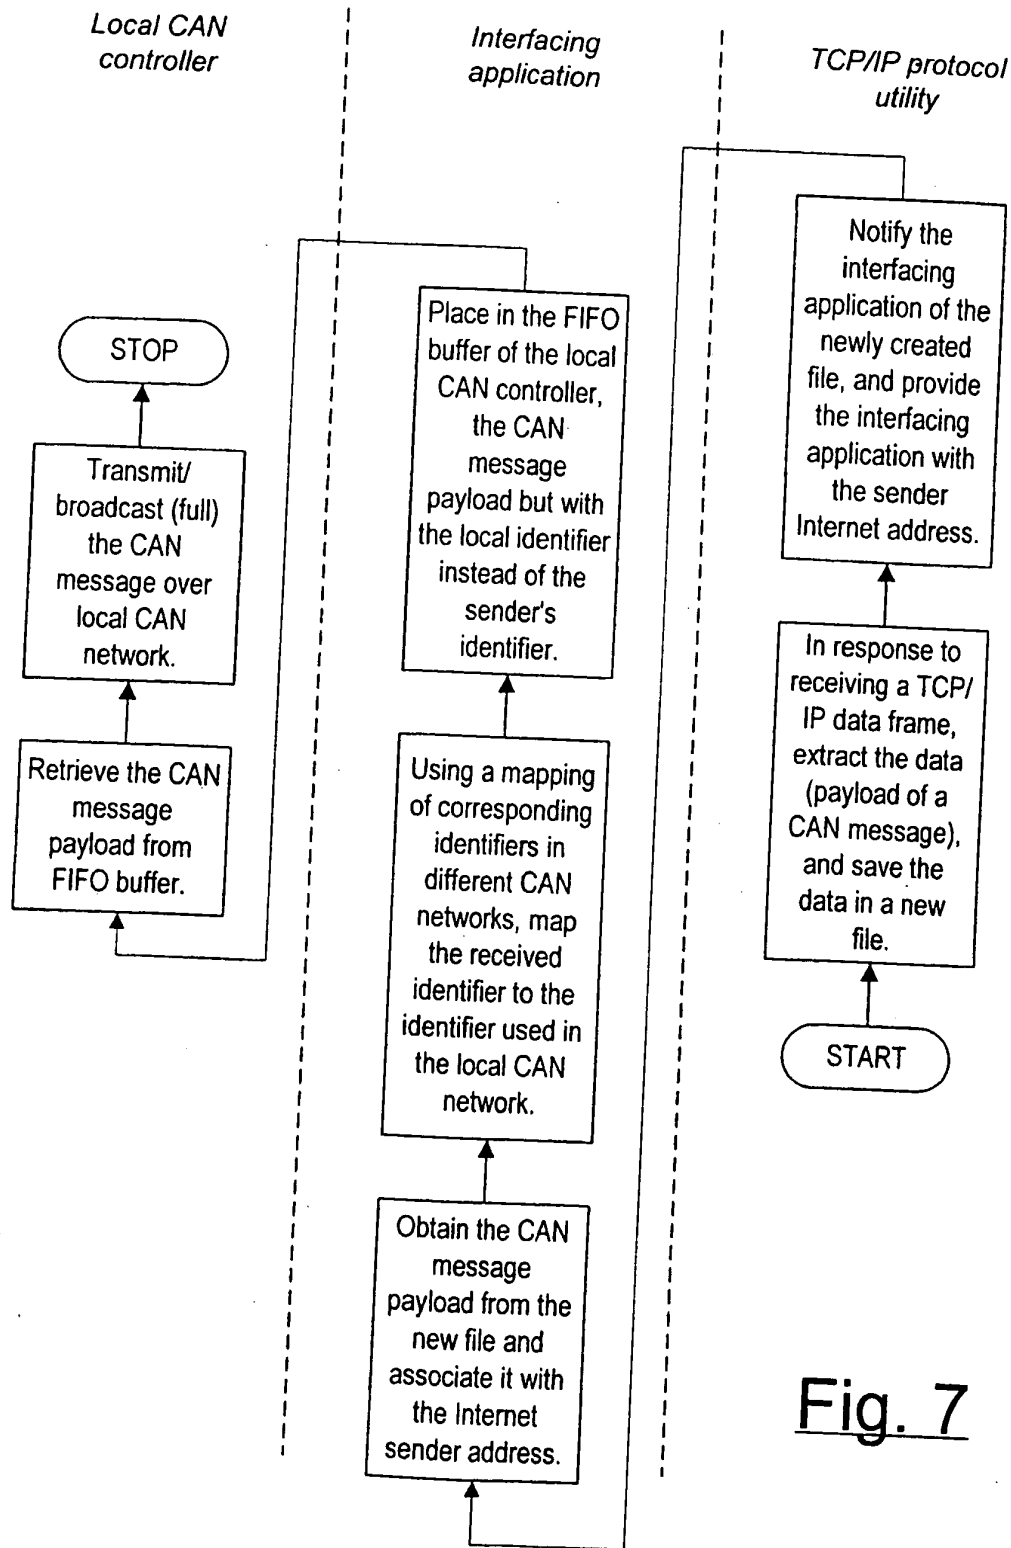 Local CAN
controller
Interfacing
application
TCP/IP protocol
utility
STOP
Transmit/
broadcast (full)
the CAN
message over
local CAN
network.
Retrieve the CAN
message
payload from
FIFO buffer.
Place in the FIFO
buffer of the local
CAN controller,
the CAN
message
payload but with
the local identifier
instead of the
sender's
identifier.
Using a mapping
of corresponding
identifiers in
different CAN
networks, map
the received
identifier to the
identifier used in
the local CAN
network.
Obtain the CAN
message
payload from the
new file and
associate it with
the Internet
sender address.
Notify the
interfacing
application of the
newly created
file, and provide
the interfacing
application with
the sender
Internet address.
In response to
receiving a TCP/
IP data frame,
extract the data
(payload of a
CAN message),
and save the
data in a new
file.
START
Fig. 7